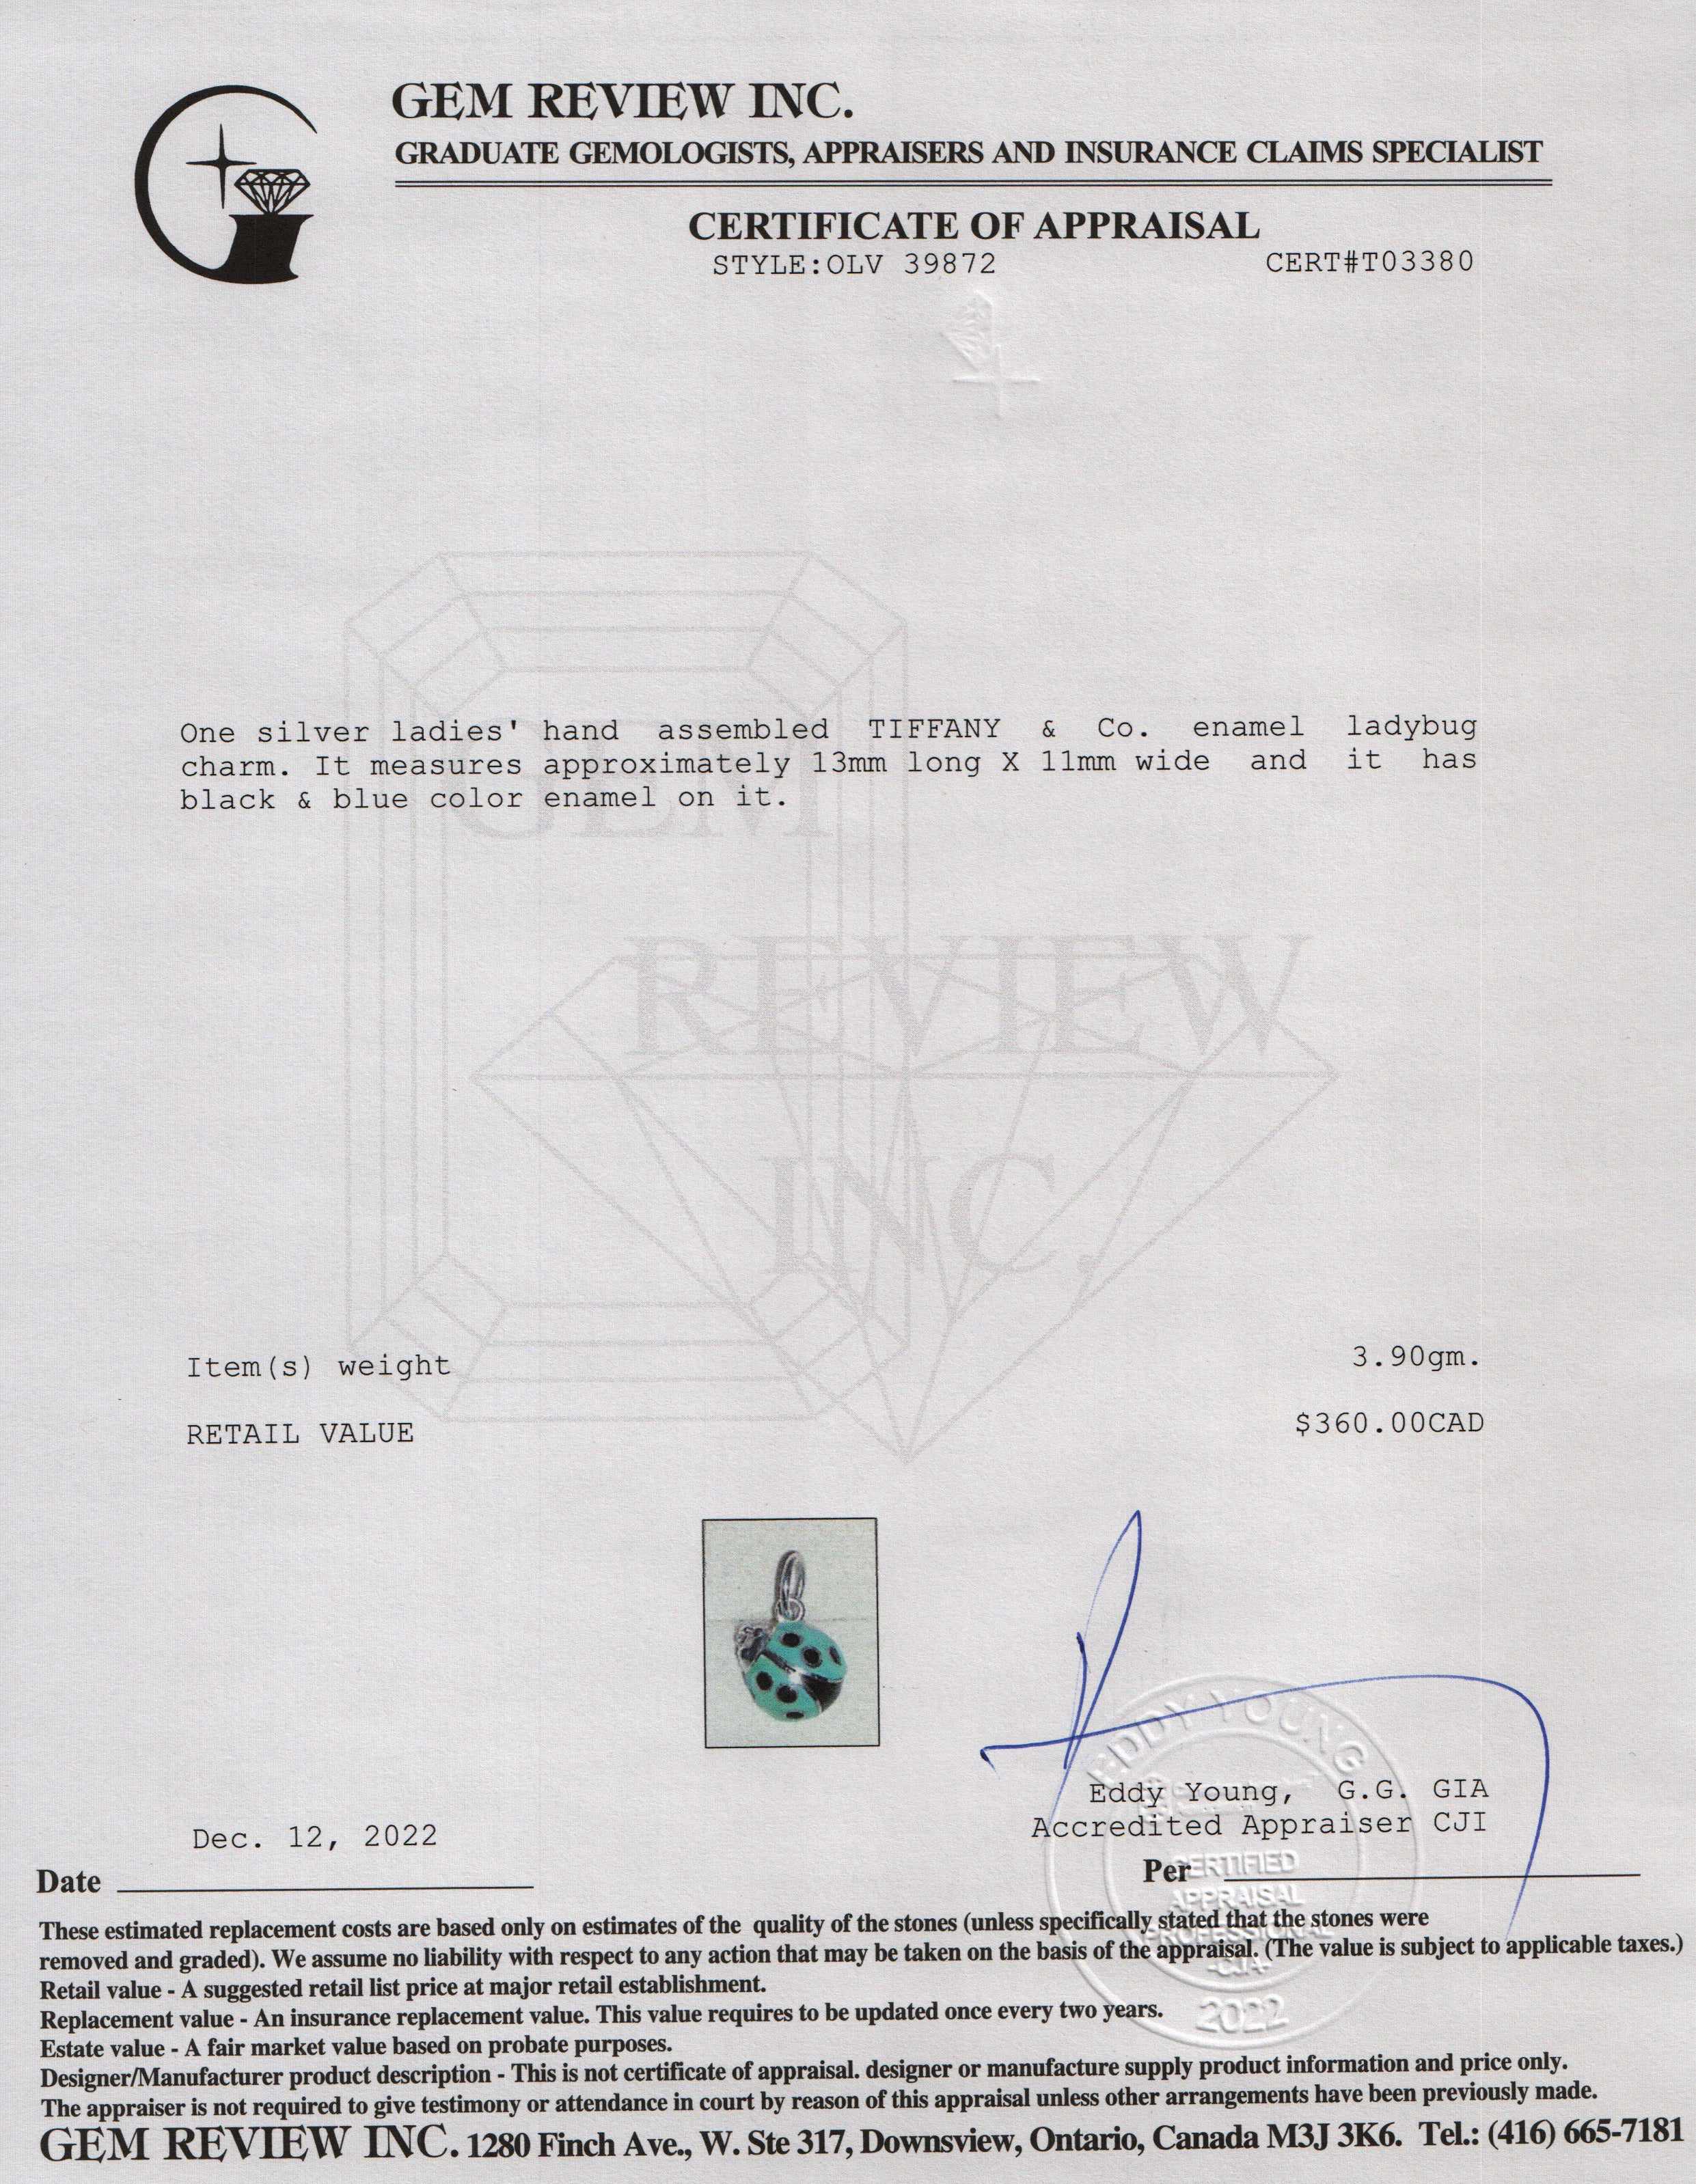 GEM REVIEW INC.
GRADUATE GEMOLOGISTS, APPRAISERS AND INSURANCE CLAIMS SPECIALIST
CERTIFICATE OF APPRAISAL
STYLE:OLV 39872 CERT#T03380
One silver ladies' hand assembled TIFFANY & Co. enamel ladybug
charm. It measures approximately 13mm long X 11mm wide and it has
black & blue color enamel on it.
GEM
REVIEW
INC.
Item(s) weight 3.90gm.
RETAIL VALUE $360.00CAD
EDDY YOUNG
Eddy Young, G.G. GIA
Accredited Appraiser CJI
Dec. 12, 2022
Date
Per
CERTIFIED
APPRAISAL
PROFESSIONAL
-CJA-
2022
These estimated replacement costs are based only on estimates of the quality of the stones (unless specifically stated that the stones were
removed and graded). We assume no liability with respect to any action that may be taken on the basis of the appraisal. (The value is subject to applicable taxes.)
Retail value - A suggested retail list price at major retail establishment.
Replacement value - An insurance replacement value. This value requires to be updated once every two years.
Estate value - A fair market value based on probate purposes.
Designer/Manufacturer product description - This is not certificate of appraisal. designer or manufacture supply product information and price only.
The appraiser is not required to give testimony or attendance in court by reason of this appraisal unless other arrangements have been previously made.
GEM REVIEW INC. 1280 Finch Ave., W. Ste 317, Downsview, Ontario, Canada M3J 3K6. Tel.: (416) 665-7181